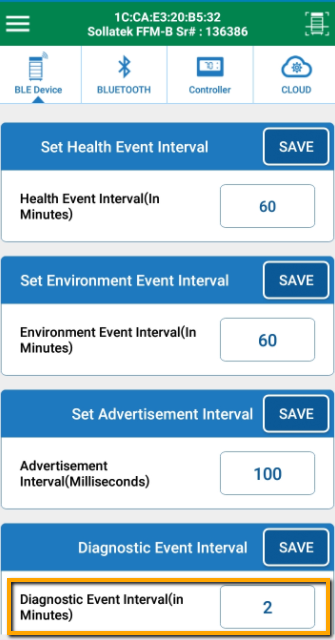 1C:CA:E3:20:B5:32
Sollatek FFM-B Sr# : 136386
BLE Device
BLUETOOTH
Controller
CLOUD
Set Health Event Interval
SAVE
Health Event Interval(In
Minutes)
60
Set Environment Event Interval
SAVE
Environment Event Interval(In
Minutes)
60
Set Advertisement Interval
SAVE
Advertisement
Interval(Milliseconds)
100
Diagnostic Event Interval
SAVE
Diagnostic Event Interval(in
Minutes)
2